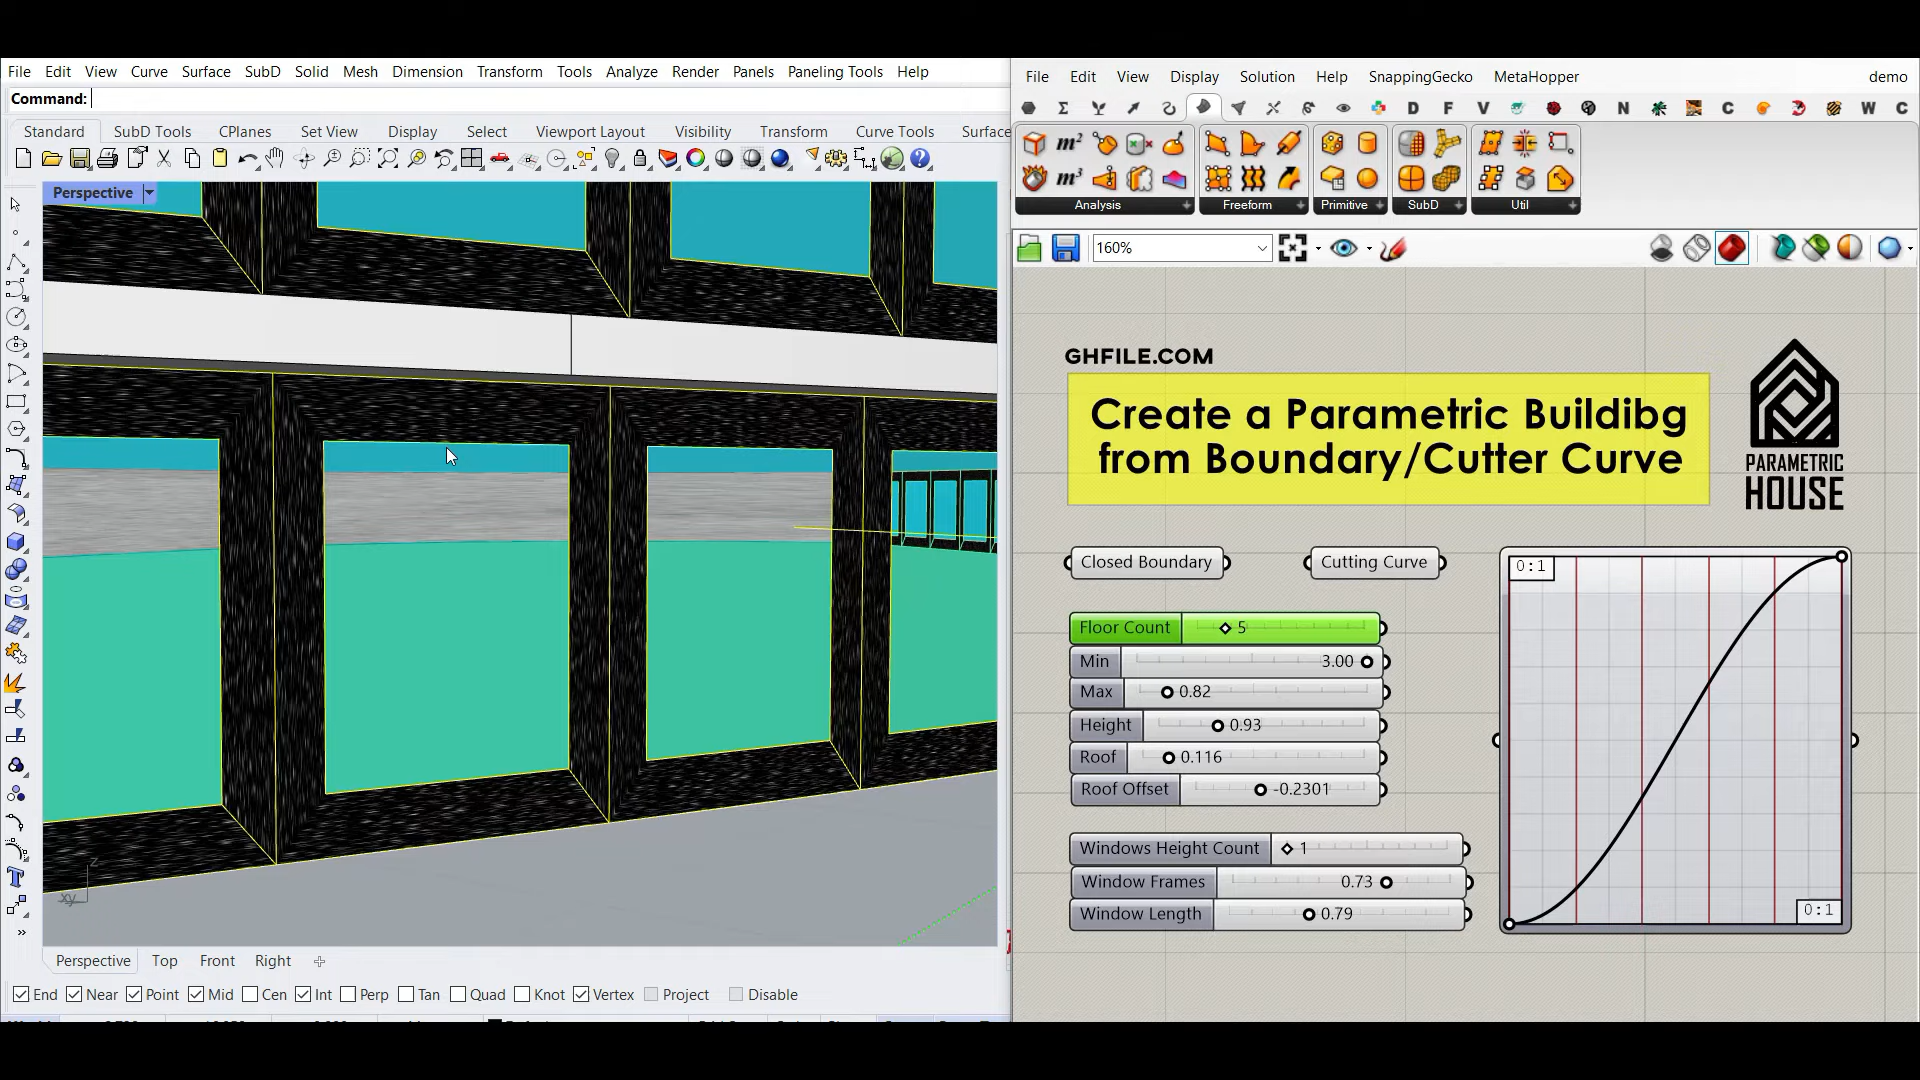 File Edit View Curve Surface SubD Solid Mesh Dimension Transform Tools Analyze Render Panels Paneling Tools Help
Command:
Standard SubD Tools CPlanes Set View Display Select Viewport Layout Visibility Transform Curve Tools Surface
Perspective
z
xy
Perspective Top Front Right
End Near Point Mid Cen Int Perp Tan Quad Knot Vertex Project Disable
File Edit View Display Solution Help SnappingGecko MetaHopper demo
D F V N C W C
m²
m³
Analysis Freeform Primitive SubD Util
160%
GHFILE.COM
Create a Parametric Buildibg
from Boundary/Cutter Curve
PARAMETRIC
HOUSE
Closed Boundary Cutting Curve
Floor Count 5
Min 3.00
Max 0.82
Height 0.93
Roof 0.116
Roof Offset -0.2301
Windows Height Count 1
Window Frames 0.73
Window Length 0.79
0:1
0:1